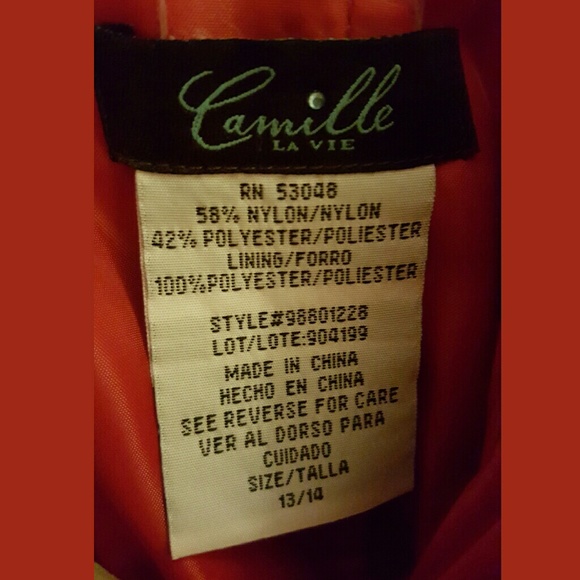 Camille
LA VIE
RN 53048
58% NYLON/NYLON
42% POLYESTER/POLIESTER
LINING/FORRO
100%POLYESTER/POLIESTER
STYLE#98801228
LOT/LOTE:904199
MADE IN CHINA
HECHO EN CHINA
SEE REVERSE FOR CARE
VER AL DORSO PARA
CUIDADO
SIZE/TALLA
13/14